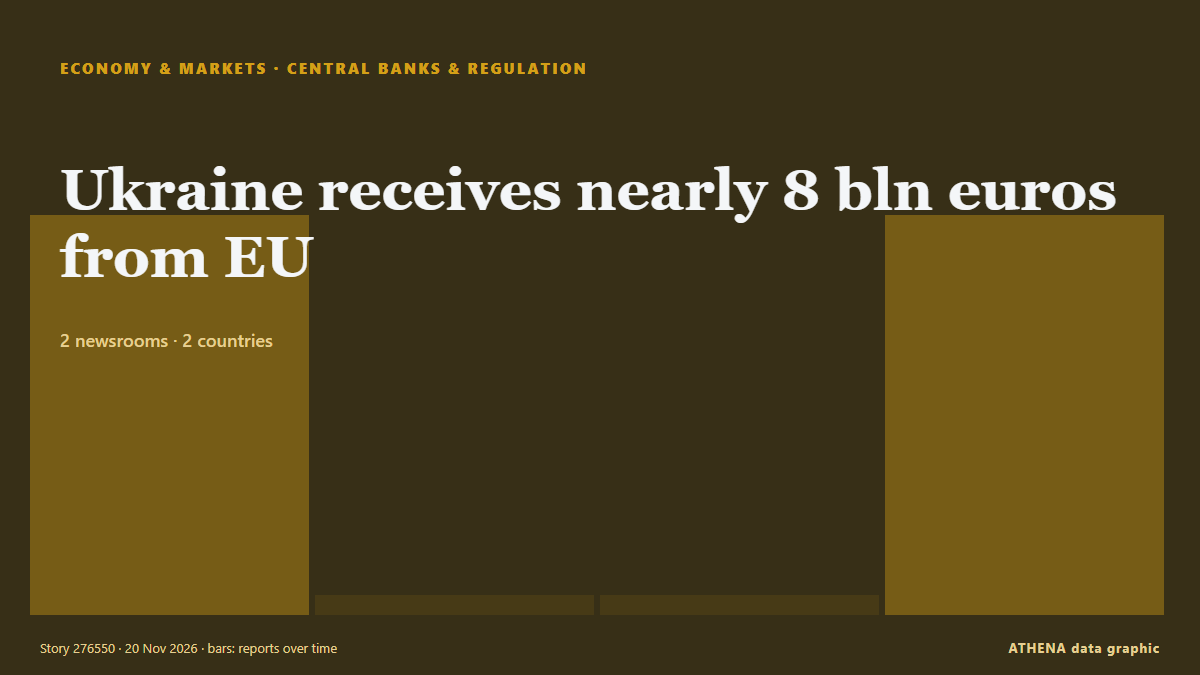 ECONOMY & MARKETS · CENTRAL BANKS & REGULATION
Ukraine receives nearly 8 bln euros
from EU
2 newsrooms · 2 countries
Story 276550 · 20 Nov 2026 · bars: reports over time
ATHENA data graphic